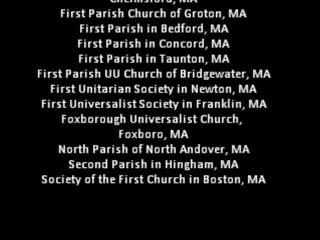 Chelmsford, MA
First Parish Church of Groton, MA
First Parish in Bedford, MA
First Parish in Concord, MA
First Parish in Taunton, MA
First Parish UU Church of Bridgewater, MA
First Unitarian Society in Newton, MA
First Universalist Society in Franklin, MA
Foxborough Universalist Church,
Foxboro, MA
North Parish of North Andover, MA
Second Parish in Hingham, MA
Society of the First Church in Boston, MA